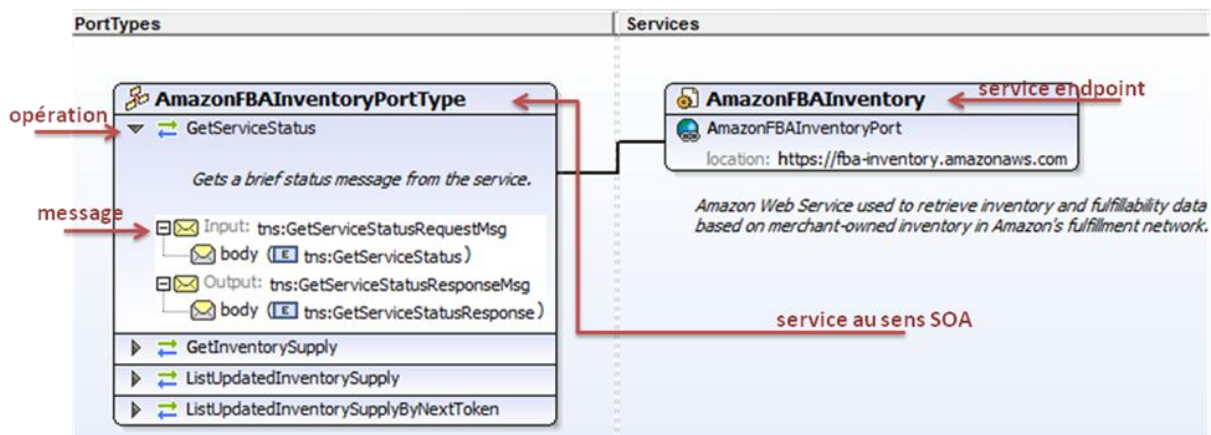 PortTypes
Services
AmazonFBAInventoryPortType
AmazonFBAInventory
service endpoint
opération
GetServiceStatus
AmazonFBAInventoryPort
location: https://fba-inventory.amazonaws.com
Gets a brief status message from the service.
Amazon Web Service used to retrieve inventory and fulfillability data
based on merchant-owned inventory in Amazon's fulfillment network.
message
Input: tns:GetServiceStatusRequestMsg
body (E tns:GetServiceStatus)
Output: tns:GetServiceStatusResponseMsg
body (E tns:GetServiceStatusResponse)
service au sens SOA
GetInventorySupply
ListUpdatedInventorySupply
ListUpdatedInventorySupplyByNextToken